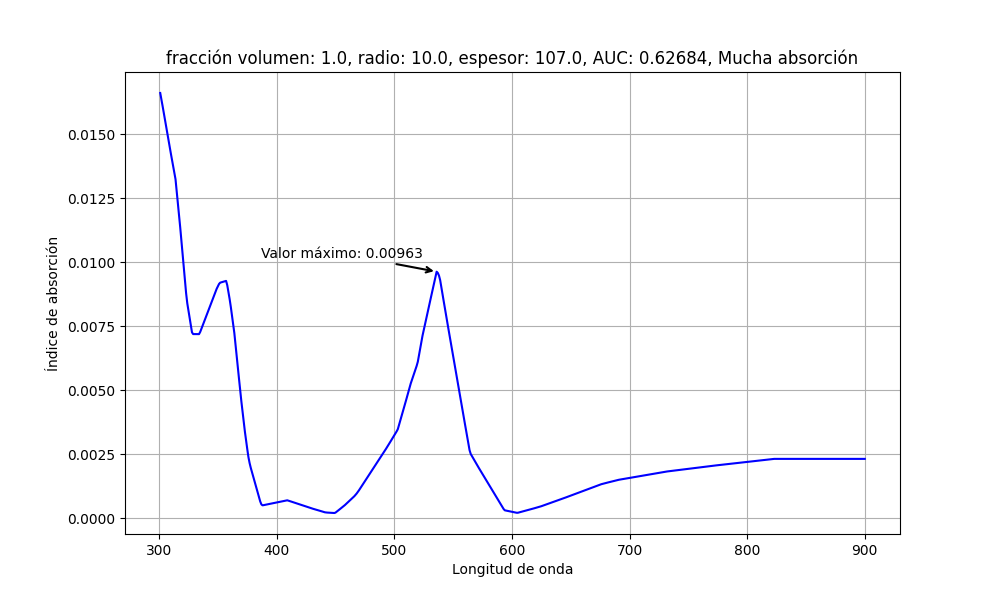 fracción volumen: 1.0, radio: 10.0, espesor: 107.0, AUC: 0.62684, Mucha absorción
0.0150
0.0125
Valor máximo: 0.00963
0.0100
0.0075
0.0050
0.0025
0.0000
Índice de absorción
300 400 500 600 700 800 900
Longitud de onda